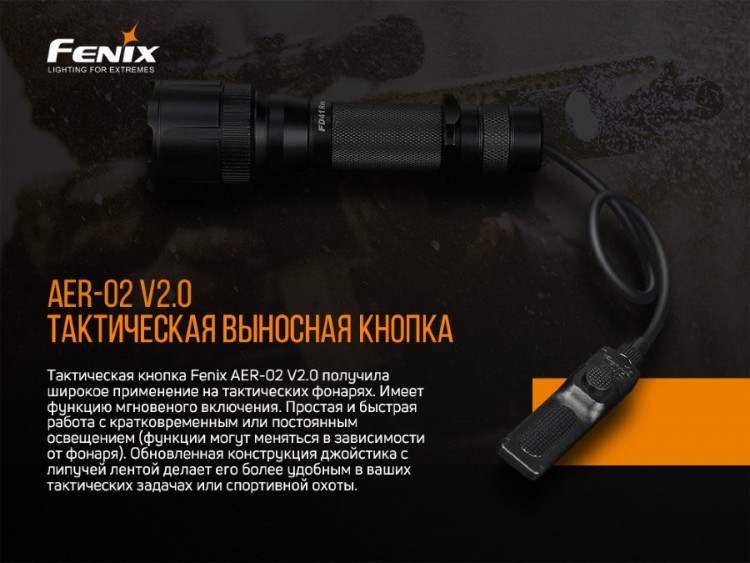 FENIX
LIGHTING FOR EXTREMES
FD41
AER-02 V2.0
ТАКТИЧЕСКАЯ ВЫНОСНАЯ КНОПКА
Тактическая кнопка Fenix AER-02 V2.0 получила
широкое применение на тактических фонарях. Имеет
функцию мгновеного включения. Простая и быстрая
работа с кратковременным или постоянным
освещением (функции могут меняться в зависимости
от фонаря). Обновленная конструкция джойстика с
липучей лентой делает его более удобным в ваших
тактических задачах или спортивной охоты.